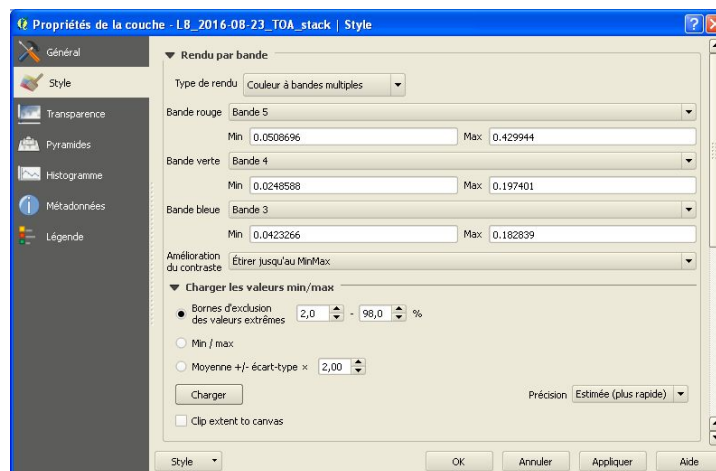 Propriétés de la couche - L8_2016-08-23_TOA_stack | Style
Général
Style
Transparence
Pyramides
Histogramme
Métadonnées
Légende
Rendu par bande
Type de rendu Couleur à bandes multiples
Bande rouge Bande 5
Min 0.0508696 Max 0.429944
Bande verte Bande 4
Min 0.0248588 Max 0.197401
Bande bleue Bande 3
Min 0.0423266 Max 0.182839
Amélioration
du contraste Étirer jusqu'au MinMax
Charger les valeurs min/max
Bornes d'exclusion
des valeurs extrêmes 2,0 - 98,0 %
Min / max
Moyenne +/- écart-type × 2,00
Charger Précision Estimée (plus rapide)
Clip extent to canvas
Style OK Annuler Appliquer Aide